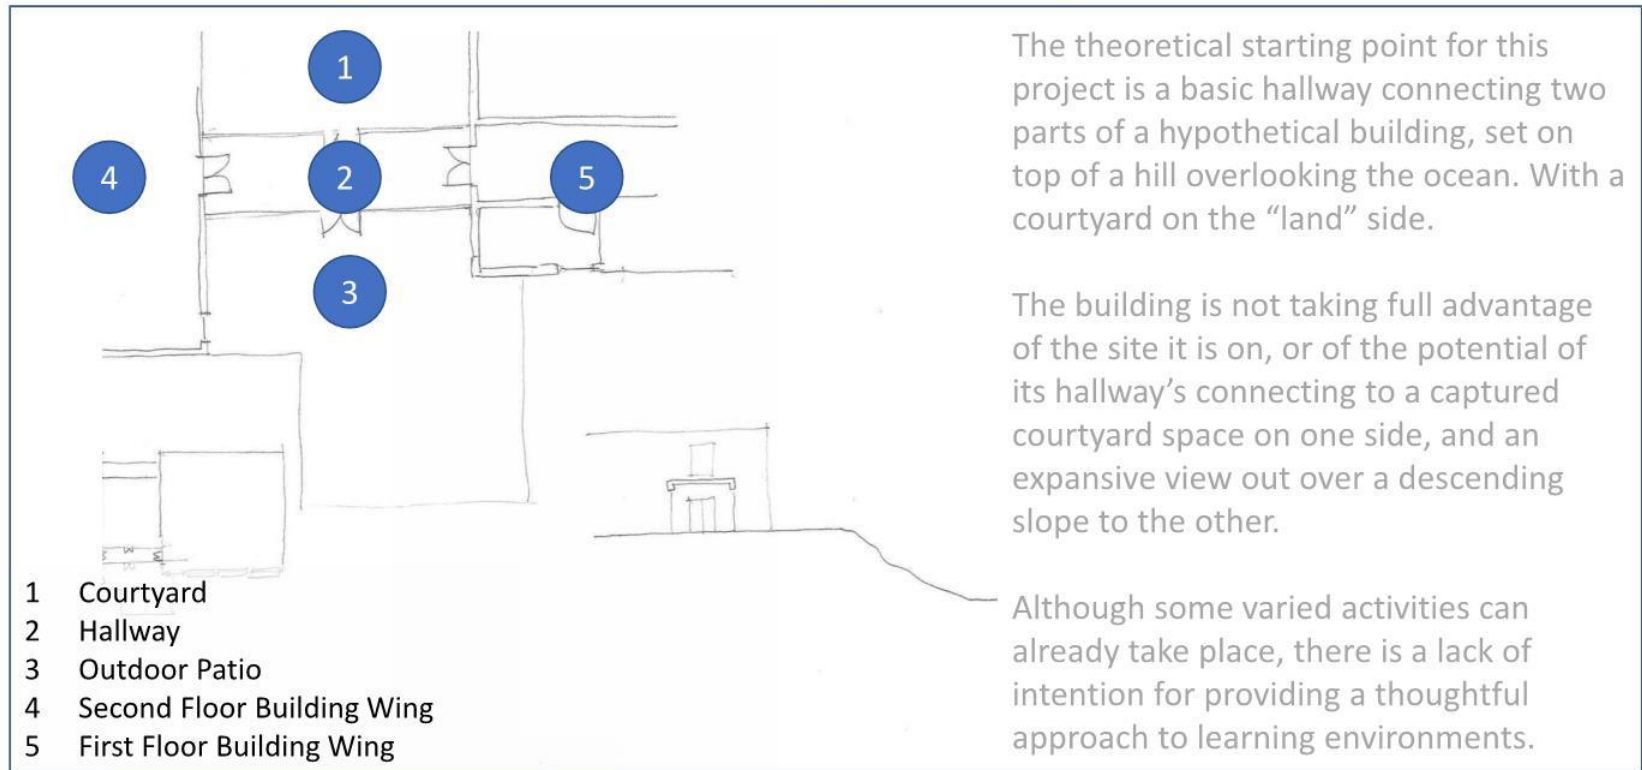 1
2
3
4
5
1 Courtyard
2 Hallway
3 Outdoor Patio
4 Second Floor Building Wing
5 First Floor Building Wing
The theoretical starting point for this
project is a basic hallway connecting two
parts of a hypothetical building, set on
top of a hill overlooking the ocean. With a
courtyard on the “land” side.
The building is not taking full advantage
of the site it is on, or of the potential of
its hallway’s connecting to a captured
courtyard space on one side, and an
expansive view out over a descending
slope to the other.
Although some varied activities can
already take place, there is a lack of
intention for providing a thoughtful
approach to learning environments.